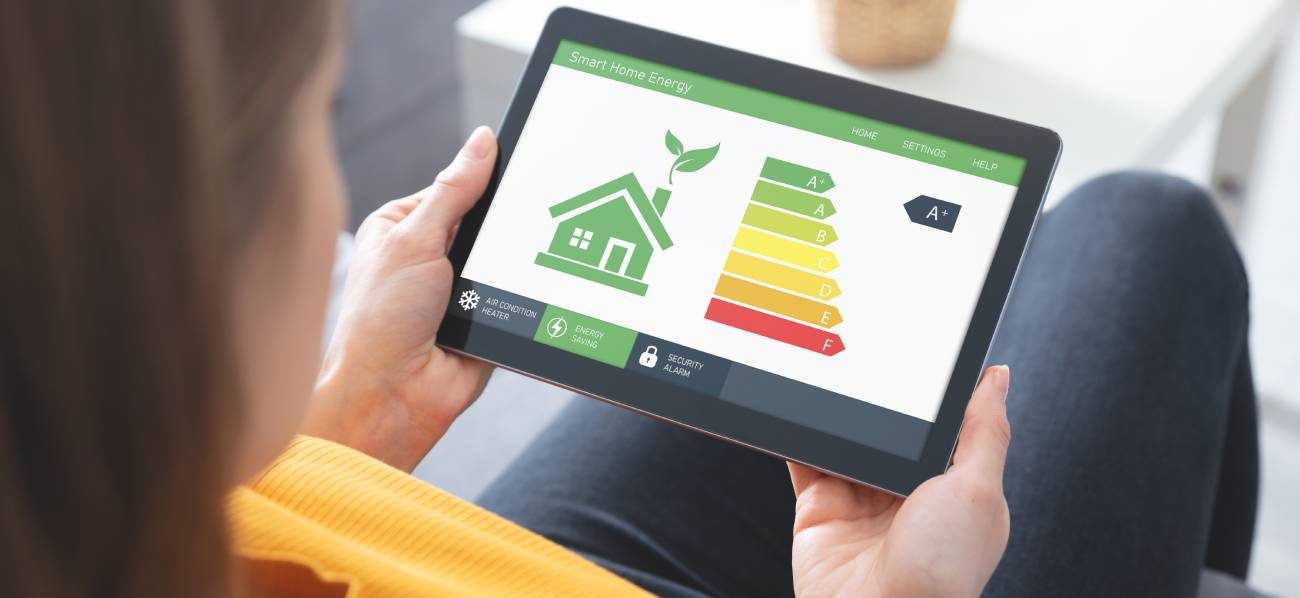 Smart Home Energy
HOME SETTINGS HELP
A+
A
B
C
D
E
F
A+
AIR CONDITION
HEATER
ENERGY
SAVING
SECURITY
ALARM